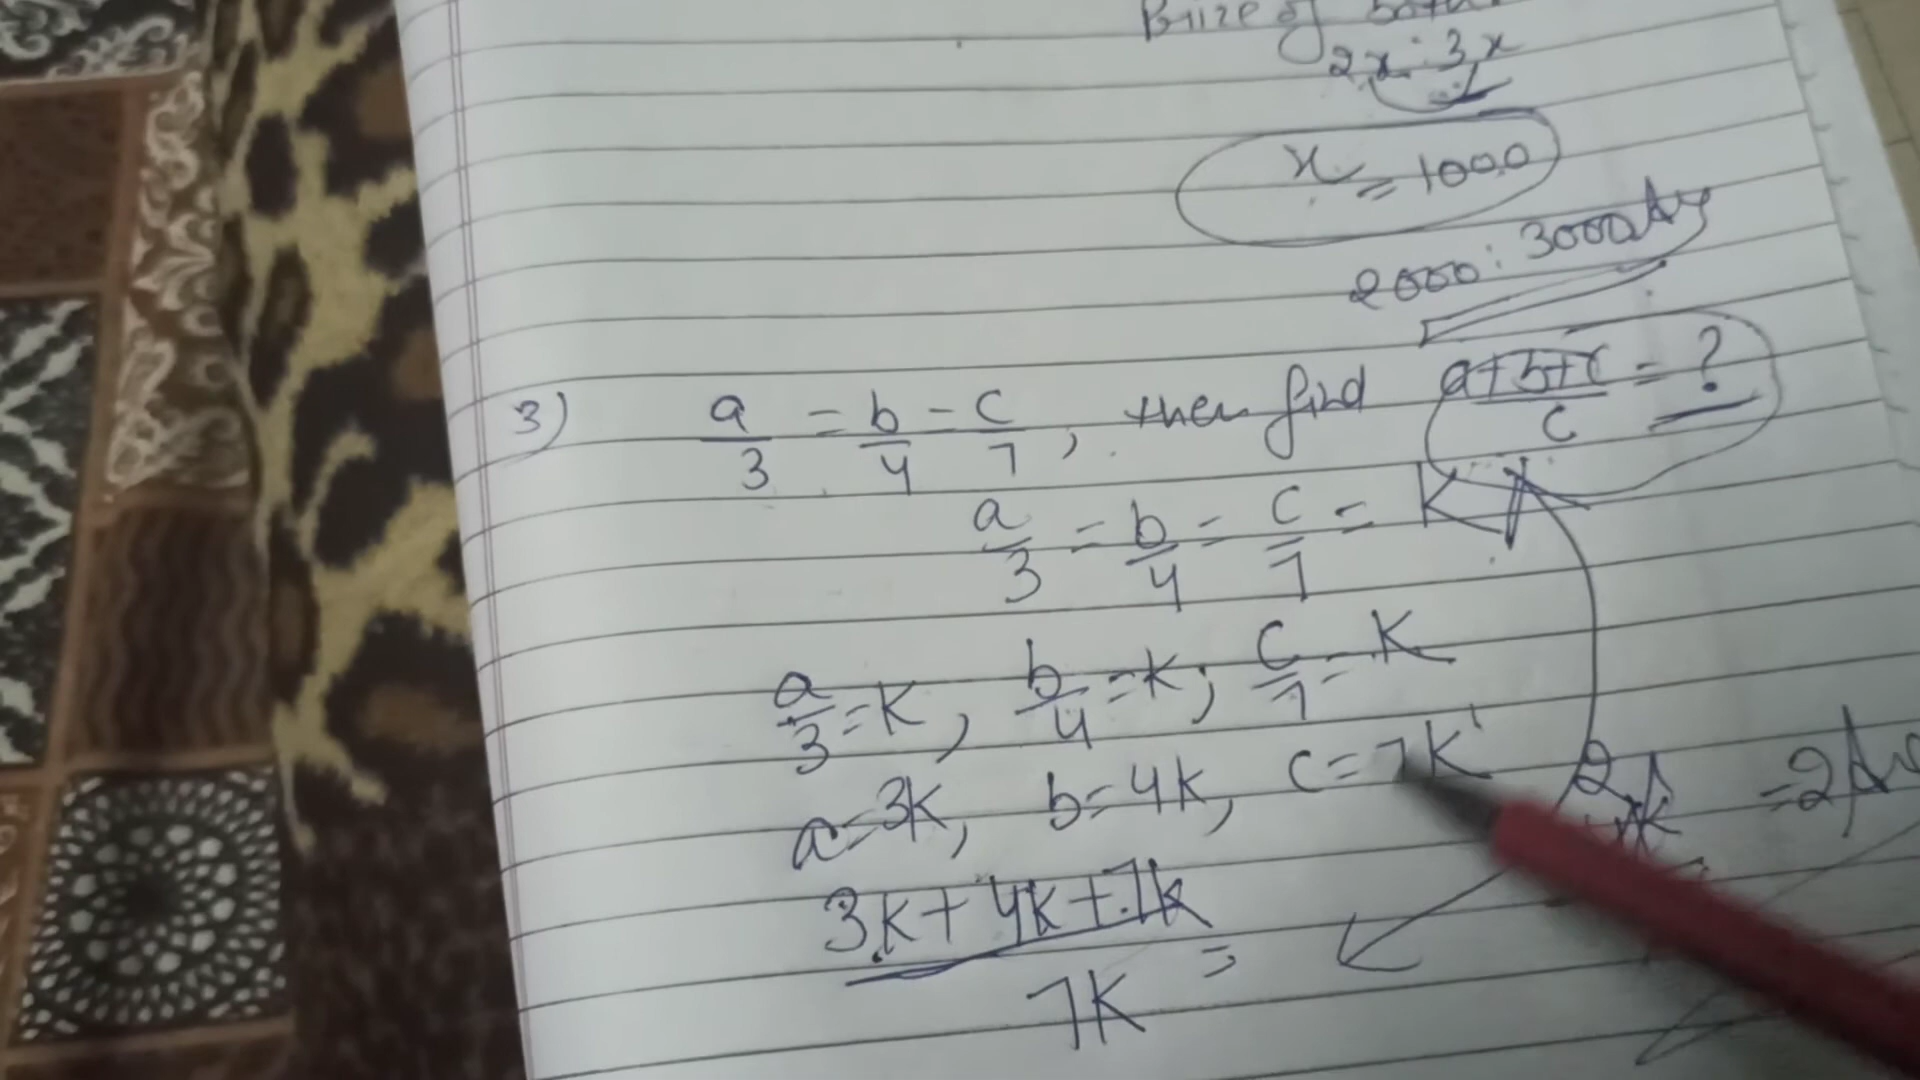 2x : 3x
x = 1000
2000 : 3000
3) a/3 = b/4 = c/7, then find (a+b+c)/c = ?
a/3 = b/4 = c/7 = K
a/3 = K, b/4 = K, c/7 = K
a = 3K, b = 4K, c = 7K
(3K + 4K + 7K)/7K =
= 2